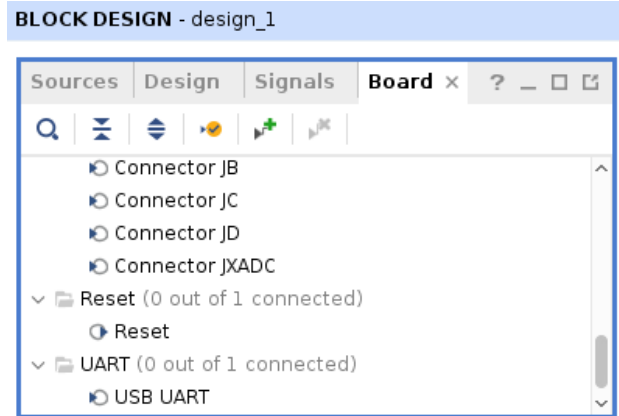 BLOCK DESIGN - design_1
Sources Design Signals Board × ? _
Connector JB
Connector JC
Connector JD
Connector JXADC
Reset (0 out of 1 connected)
Reset
UART (0 out of 1 connected)
USB UART